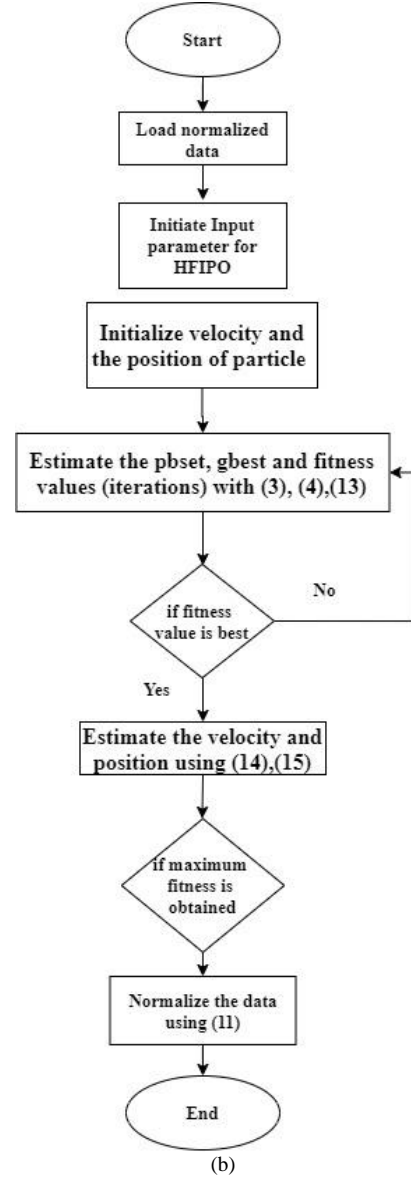 Start
Load normalized
data
Initiate Input
parameter for
HFIPO
Initialize velocity and
the position of particle
Estimate the pbset, gbest and fitness
values (iterations) with (3), (4),(13)
if fitness
value is best
No
Yes
Estimate the velocity and
position using (14),(15)
if maximum
fitness is
obtained
Normalize the data
using (11)
End
(b)